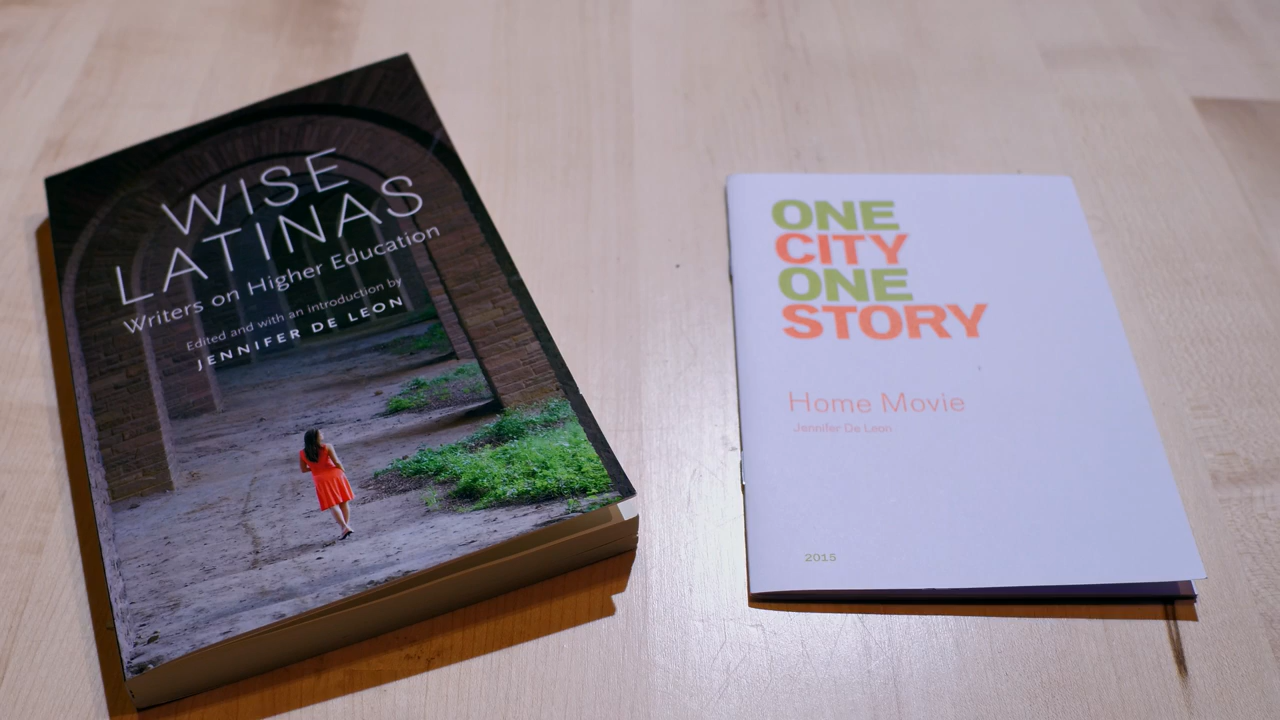 WISE
LATINAS
Writers on Higher Education
Edited and with an introduction by
JENNIFER DE LEON
ONE
CITY
ONE
STORY
Home Movie
Jennifer De Leon
2015